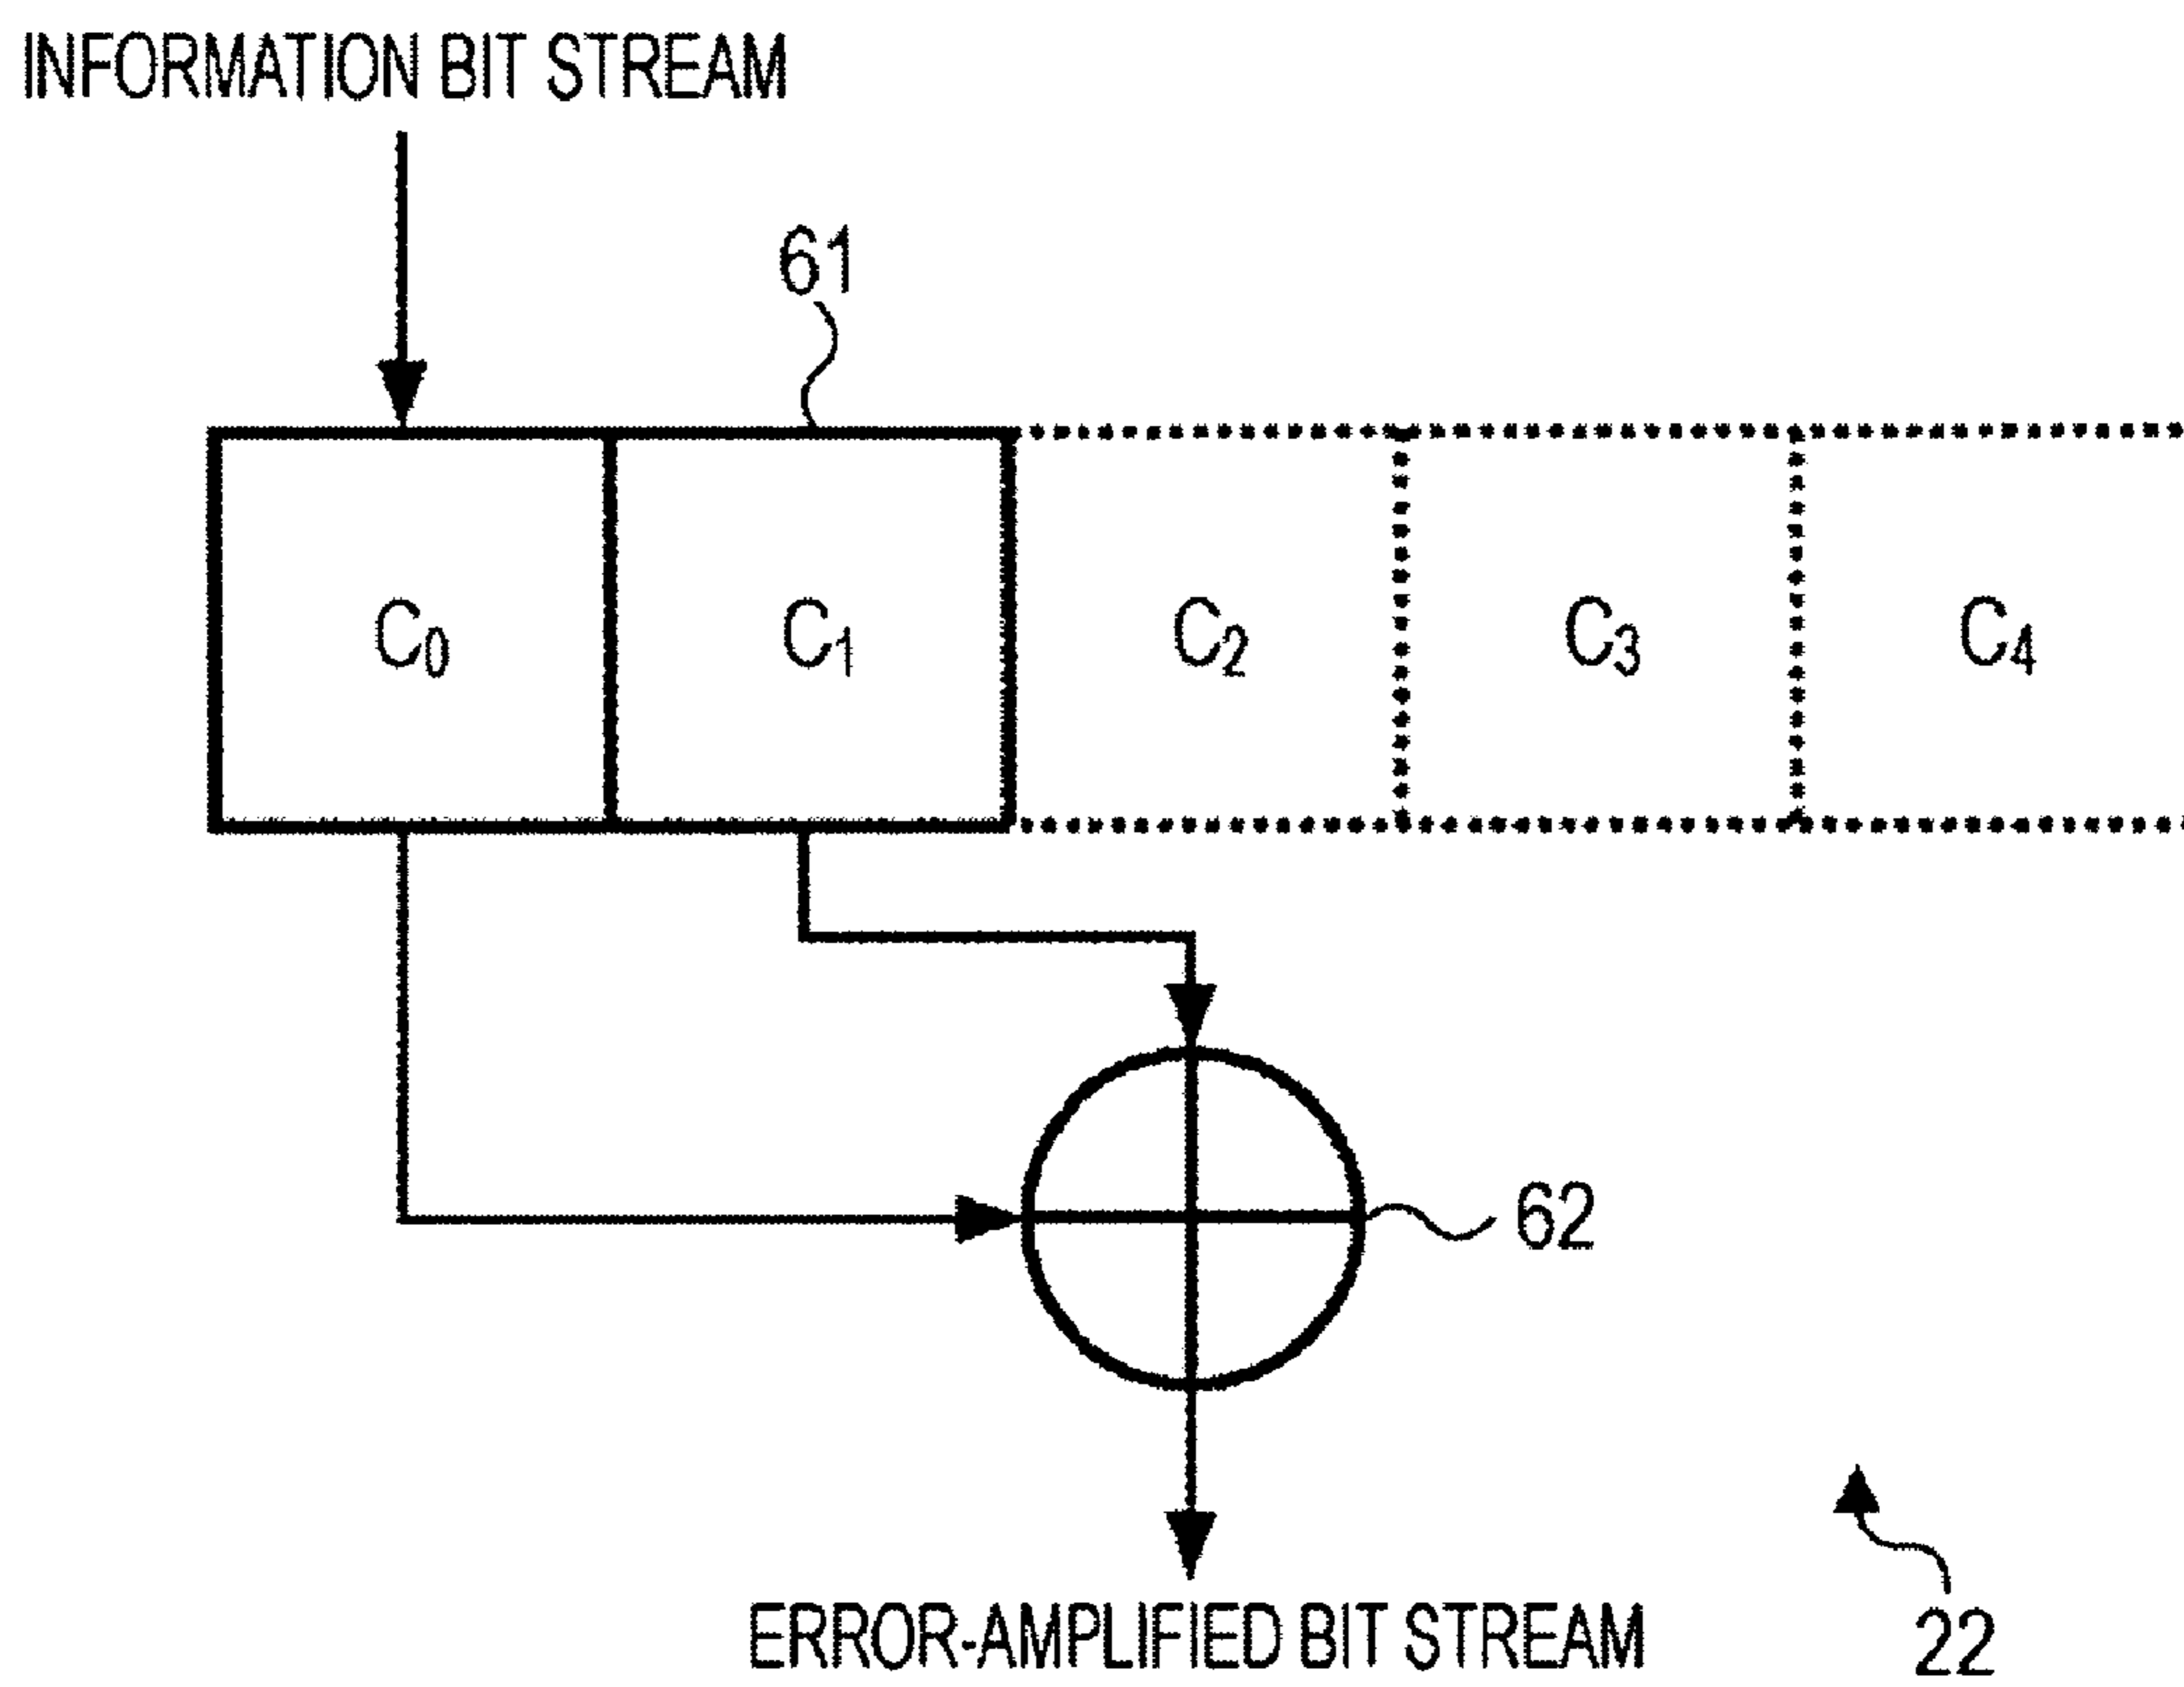 INFORMATION BIT STREAM
61
C₀ C₁ C₂ C₃ C₄
62
ERROR-AMPLIFIED BIT STREAM
22